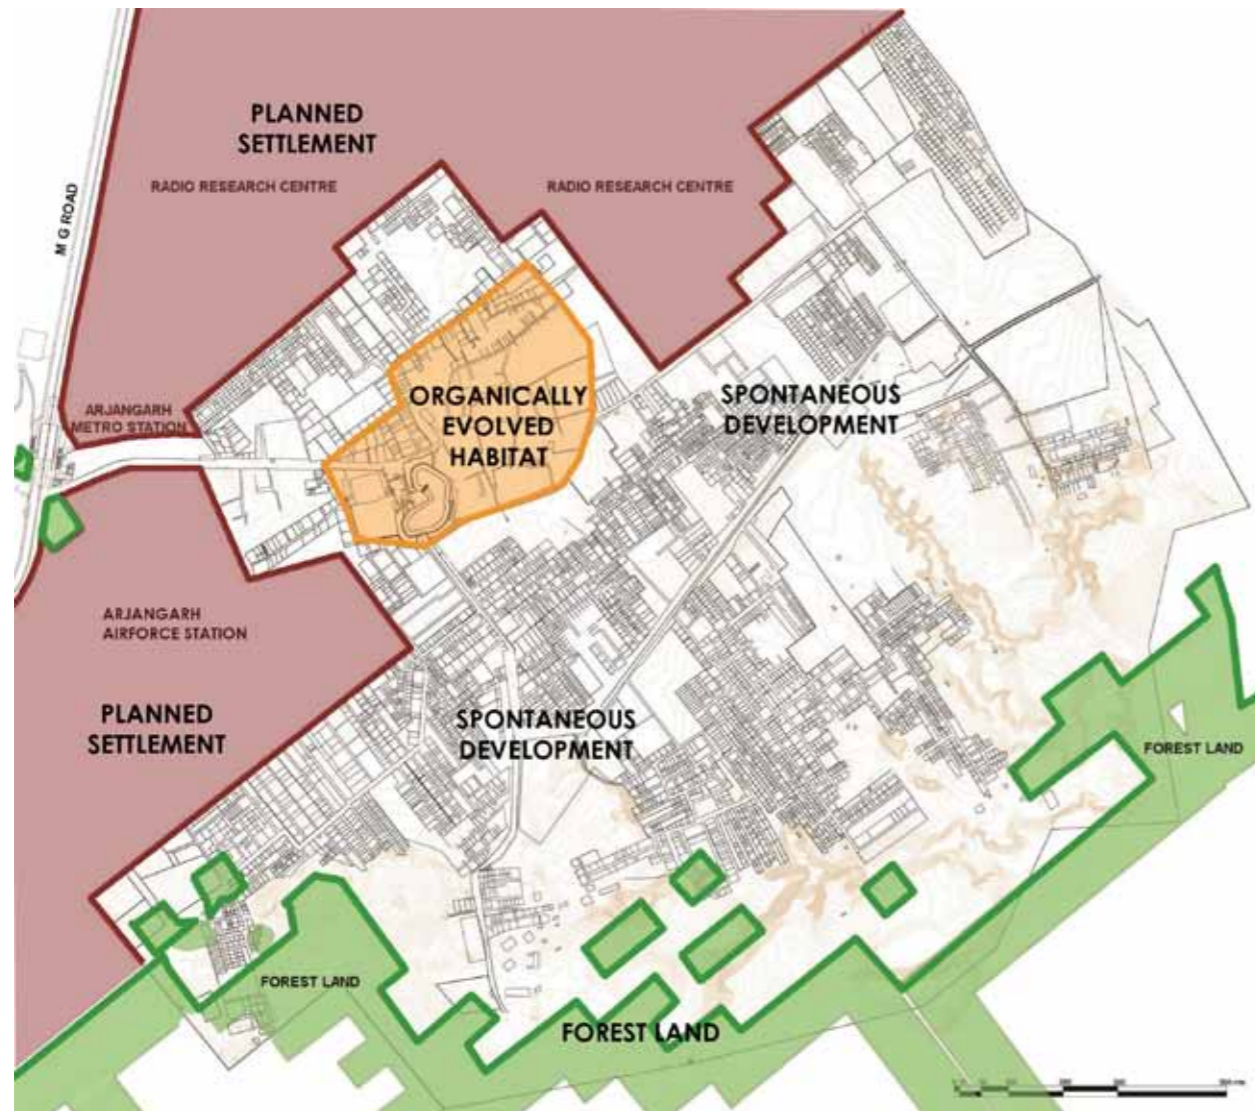 PLANNED
SETTLEMENT
RADIO RESEARCH CENTRE
RADIO RESEARCH CENTRE
M G ROAD
ORGANICALLY
EVOLVED
HABITAT
SPONTANEOUS
DEVELOPMENT
ARJANGARH
METRO STATION
ARJANGARH
AIRFORCE STATION
PLANNED
SETTLEMENT
SPONTANEOUS
DEVELOPMENT
FOREST LAND
FOREST LAND
FOREST LAND